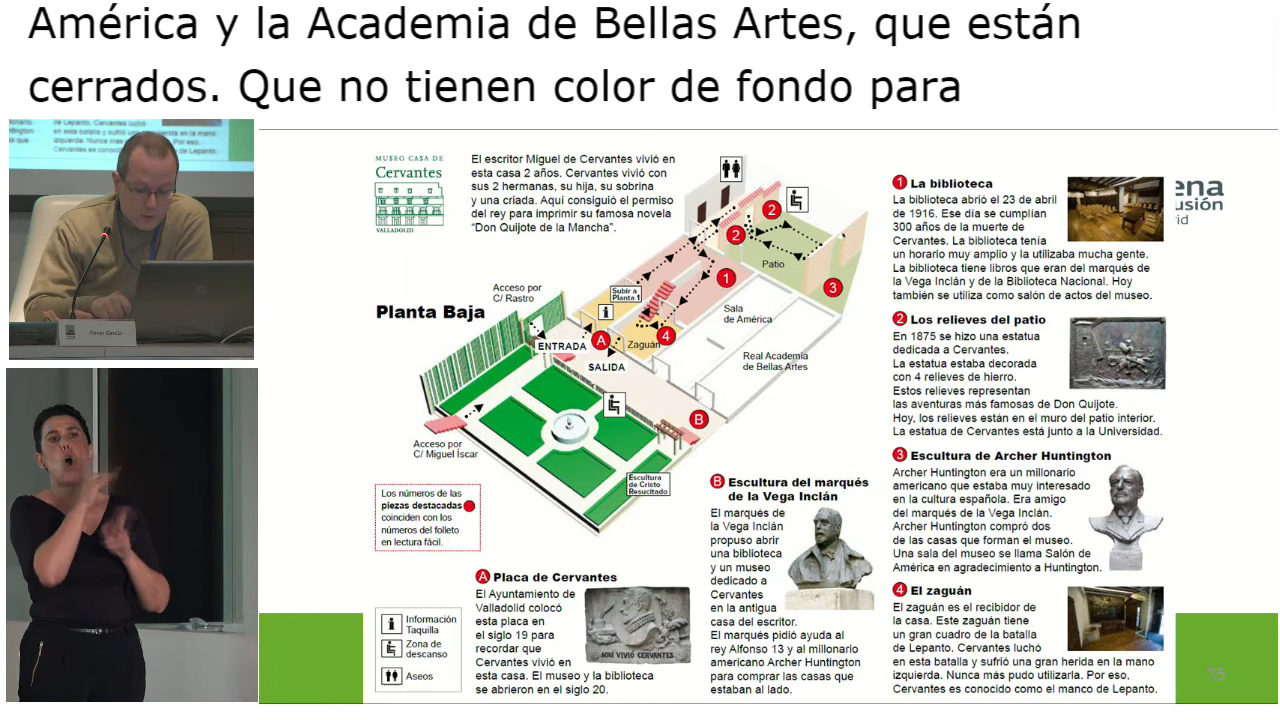 América y la Academia de Bellas Artes, que están
cerrados. Que no tienen color de fondo para
Oscar García
MUSEO CASA DE
Cervantes
VALLADOLID
El escritor Miguel de Cervantes vivió en
esta casa 2 años. Cervantes vivió con
sus 2 hermanas, su hija, su sobrina
y una criada. Aquí consiguió el permiso
del rey para imprimir su famosa novela
“Don Quijote de la Mancha”.
Planta Baja
Acceso por
C/ Rastro
Subir a
Planta 1
ENTRADA
SALIDA
A
Zaguán
4
1
2
2
3
Patio
Sala
de América
Real Academia
de Bellas Artes
B
Acceso por
C/ Miguel Íscar
Escultura
de Cristo
Resucitado
Los números de las
piezas destacadas
coinciden con los
números del folleto
en lectura fácil.
Información
Taquilla
Zona de
descanso
Aseos
A Placa de Cervantes
El Ayuntamiento de
Valladolid colocó
esta placa en
el siglo 19 para
recordar que
Cervantes vivió en
esta casa. El museo y la biblioteca
se abrieron en el siglo 20.
AQUÍ VIVIÓ CERVANTES
B Escultura del marqués
de la Vega Inclán
El marqués de
la Vega Inclán
propuso abrir
una biblioteca
y un museo
dedicado a
Cervantes
en la antigua
casa del escritor.
El marqués pidió ayuda al
rey Alfonso 13 y al millonario
americano Archer Huntington
para comprar las casas que
estaban al lado.
1 La biblioteca
La biblioteca abrió el 23 de abril
de 1916. Ese día se cumplían
300 años de la muerte de
Cervantes. La biblioteca tenía
un horario muy amplio y la utilizaba mucha gente.
La biblioteca tiene libros que eran del marqués de
la Vega Inclán y de la Biblioteca Nacional. Hoy
también se utiliza como salón de actos del museo.
2 Los relieves del patio
En 1875 se hizo una estatua
dedicada a Cervantes.
La estatua estaba decorada
con 4 relieves de hierro.
Estos relieves representan
las aventuras más famosas de Don Quijote.
Hoy, los relieves están en el muro del patio interior.
La estatua de Cervantes está junto a la Universidad.
3 Escultura de Archer Huntington
Archer Huntington era un millonario
americano que estaba muy interesado
en la cultura española. Era amigo
del marqués de la Vega Inclán.
Archer Huntington compró dos
de las casas que forman el museo.
Una sala del museo se llama Salón de
América en agradecimiento a Huntington.
4 El zaguán
El zaguán es el recibidor de
la casa. Este zaguán tiene
un gran cuadro de la batalla
de Lepanto. Cervantes luchó
en esta batalla y sufrió una gran herida en la mano
izquierda. Nunca más pudo utilizarla. Por eso,
Cervantes es conocido como el manco de Lepanto.
ena
usión
rid
35